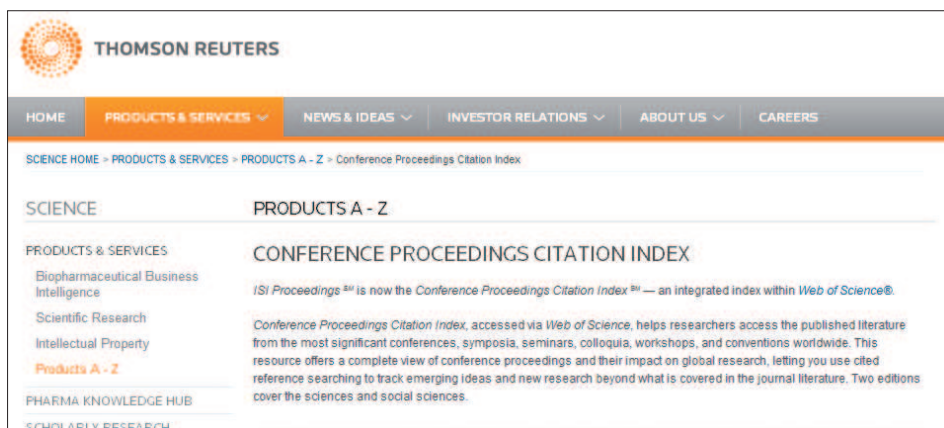 THOMSON REUTERS
HOME PRODUCTS & SERVICES NEWS & IDEAS INVESTOR RELATIONS ABOUT US CAREERS
SCIENCE HOME > PRODUCTS & SERVICES > PRODUCTS A - Z > Conference Proceedings Citation Index
SCIENCE
PRODUCTS & SERVICES
Biopharmaceutical Business
Intelligence
Scientific Research
Intellectual Property
Products A - Z
PHARMA KNOWLEDGE HUB
SCHOLARLY RESEARCH
PRODUCTS A - Z
CONFERENCE PROCEEDINGS CITATION INDEX
ISI Proceedings ℠ is now the Conference Proceedings Citation Index ℠ — an integrated index within Web of Science®.
Conference Proceedings Citation Index, accessed via Web of Science, helps researchers access the published literature
from the most significant conferences, symposia, seminars, colloquia, workshops, and conventions worldwide. This
resource offers a complete view of conference proceedings and their impact on global research, letting you use cited
reference searching to track emerging ideas and new research beyond what is covered in the journal literature. Two editions
cover the sciences and social sciences.